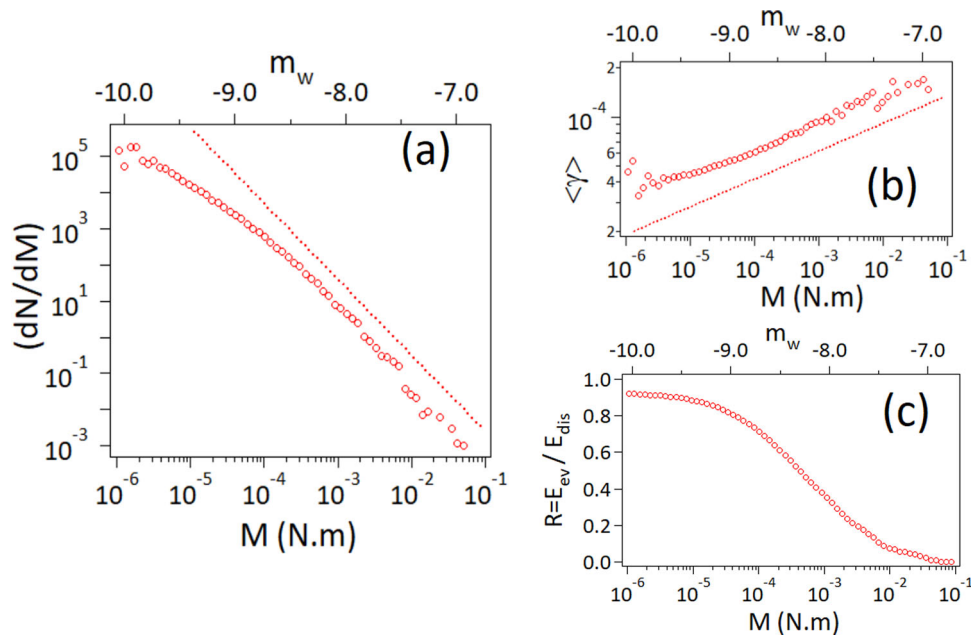 m_w
-10.0 -9.0 -8.0 -7.0
(a)
(dN/dM)
10^5
10^3
10^1
10^-1
10^-3
10^-6 10^-5 10^-4 10^-3 10^-2 10^-1
M (N.m)
m_w
-10.0 -9.0 -8.0 -7.0
(b)
<γ>
2
10^-4
8
6
4
2
10^-6 10^-5 10^-4 10^-3 10^-2 10^-1
M (N.m)
m_w
-10.0 -9.0 -8.0 -7.0
(c)
R=E_ev / E_dis
1.0
0.8
0.6
0.4
0.2
0.0
10^-6 10^-5 10^-4 10^-3 10^-2 10^-1
M (N.m)